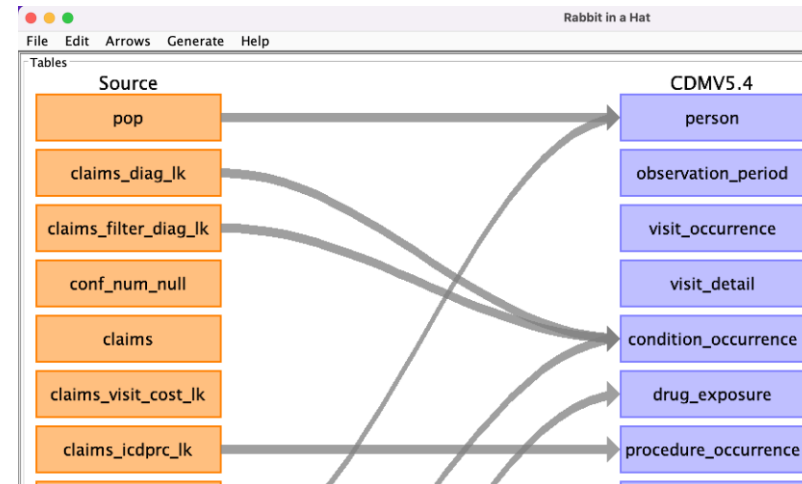 Rabbit in a Hat
File Edit Arrows Generate Help
Tables
Source CDMV5.4
pop person
claims_diag_lk observation_period
claims_filter_diag_lk visit_occurrence
conf_num_null visit_detail
claims condition_occurrence
claims_visit_cost_lk drug_exposure
claims_icdprc_lk procedure_occurrence